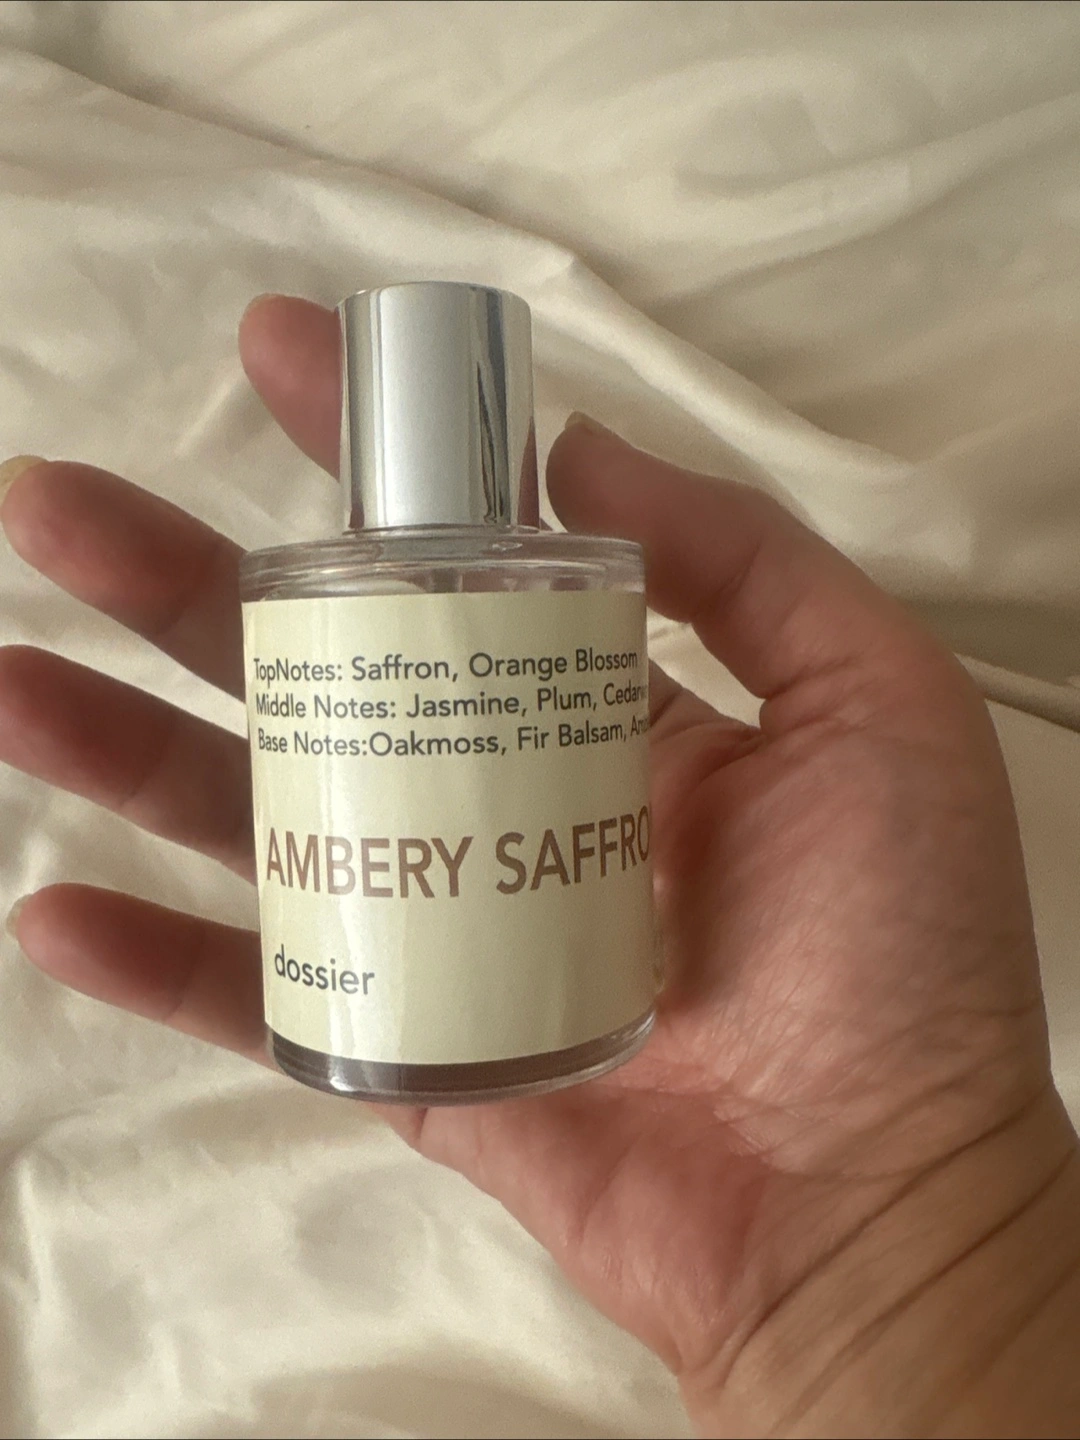 TopNotes: Saffron, Orange Blossom
Middle Notes: Jasmine, Plum,
Base Notes:Oakmoss, Fir Balsam,
AMBERY SAFFRO
dossier